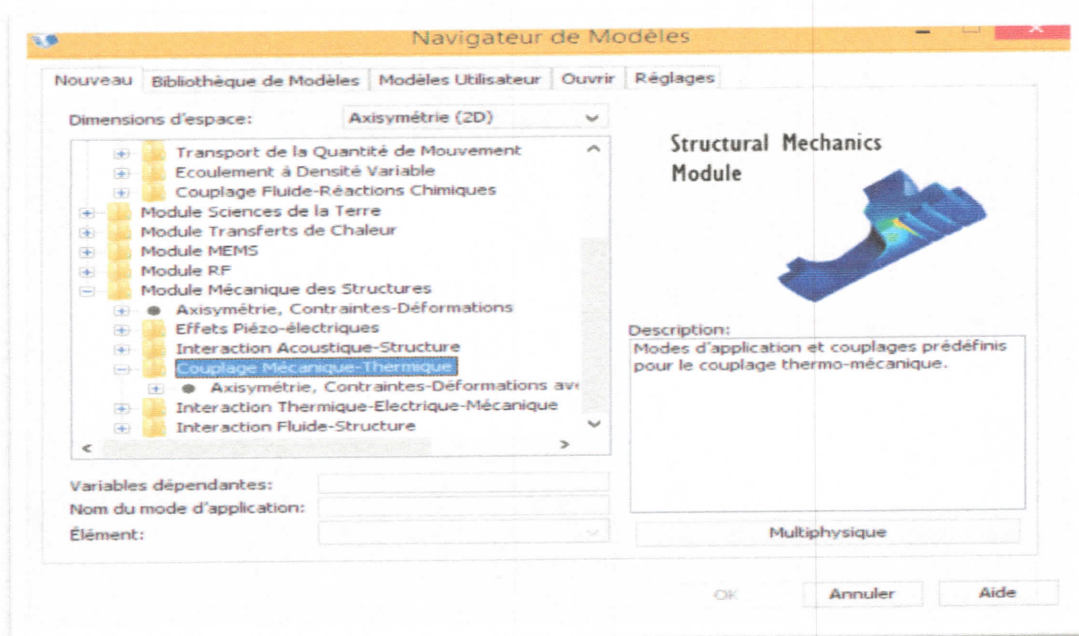 Navigateur de Modèles
Nouveau Bibliothèque de Modèles Modèles Utilisateur Ouvrir Réglages
Dimensions d'espace: Axisymétrie (2D)
Transport de la Quantité de Mouvement
Ecoulement à Densité Variable
Couplage Fluide-Réactions Chimiques
Module Sciences de la Terre
Module Transferts de Chaleur
Module MEMS
Module RF
Module Mécanique des Structures
Axisymétrie, Contraintes-Déformations
Effets Piézo-électriques
Interaction Acoustique-Structure
Couplage Mécanique-Thermique
Axisymétrie, Contraintes-Déformations ave
Interaction Thermique-Electrique-Mécanique
Interaction Fluide-Structure
Variables dépendantes:
Nom du mode d'application:
Élément:
Structural Mechanics
Module
Description:
Modes d'application et couplages prédéfinis
pour le couplage thermo-mécanique.
Multiphysique
OK Annuler Aide